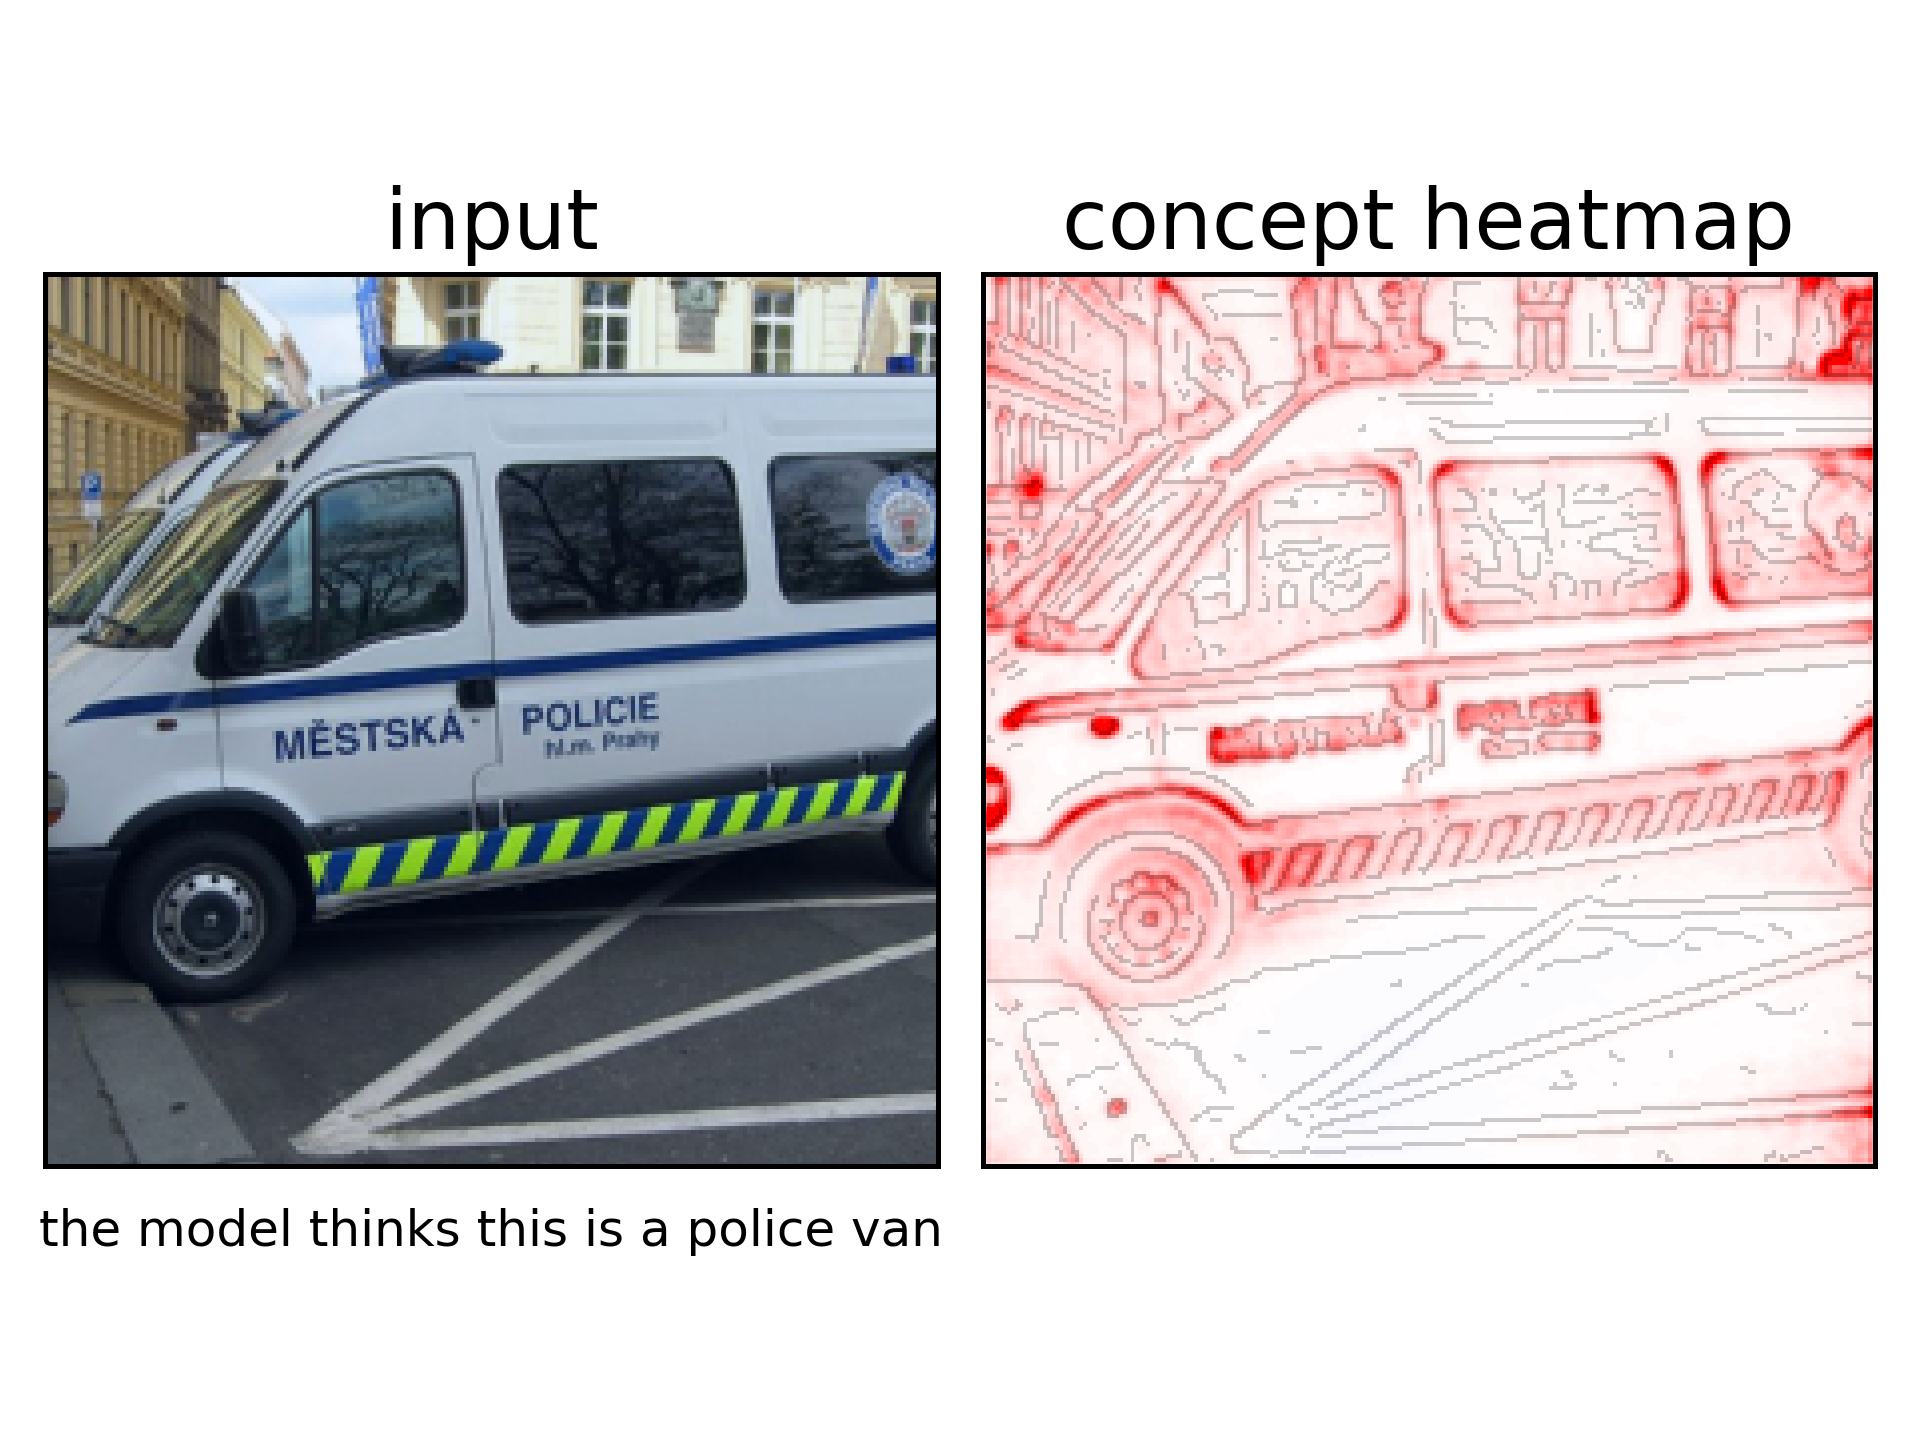 input
concept heatmap
MĚSTSKÁ
POLICIE
hl.m. Prahy
the model thinks this is a police van